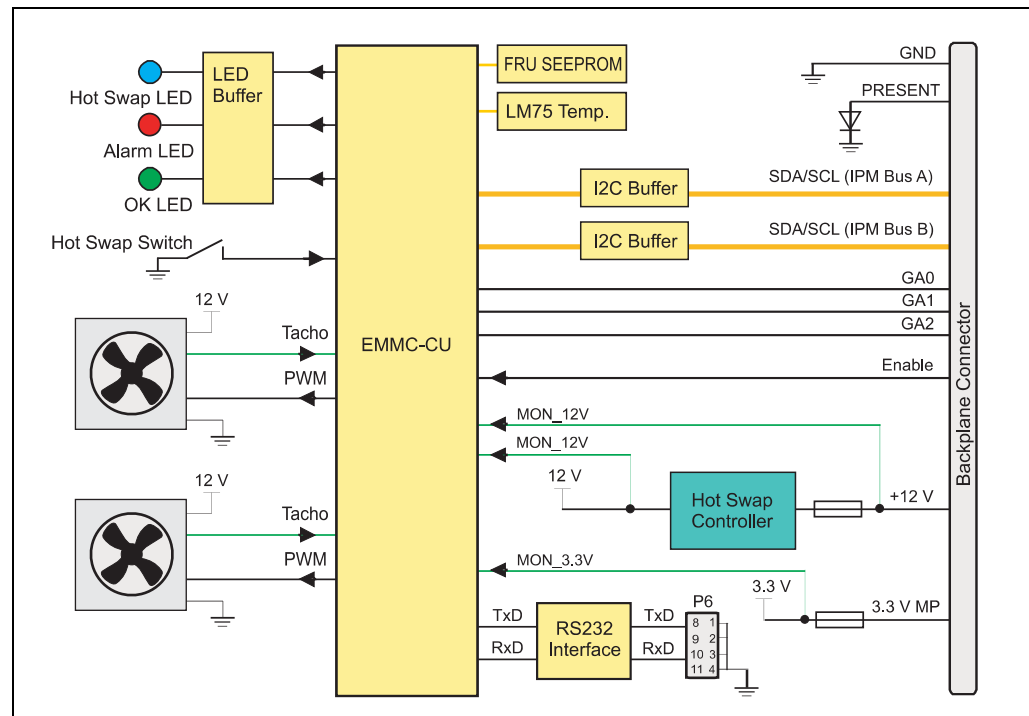 LED
Buffer
Hot Swap LED
Alarm LED
OK LED
Hot Swap Switch
12 V
Tacho
PWM
12 V
Tacho
PWM
EMMC-CU
FRU SEEPROM
LM75 Temp.
I2C Buffer
I2C Buffer
GND
PRESENT
SDA/SCL (IPM Bus A)
SDA/SCL (IPM Bus B)
GA0
GA1
GA2
Enable
MON_12V
MON_12V
12 V
Hot Swap
Controller
+12 V
MON_3.3V
3.3 V
3.3 V MP
TxD
RxD
RS232
Interface
TxD
RxD
P6
8 1
9 2
10 3
11 4
Backplane Connector